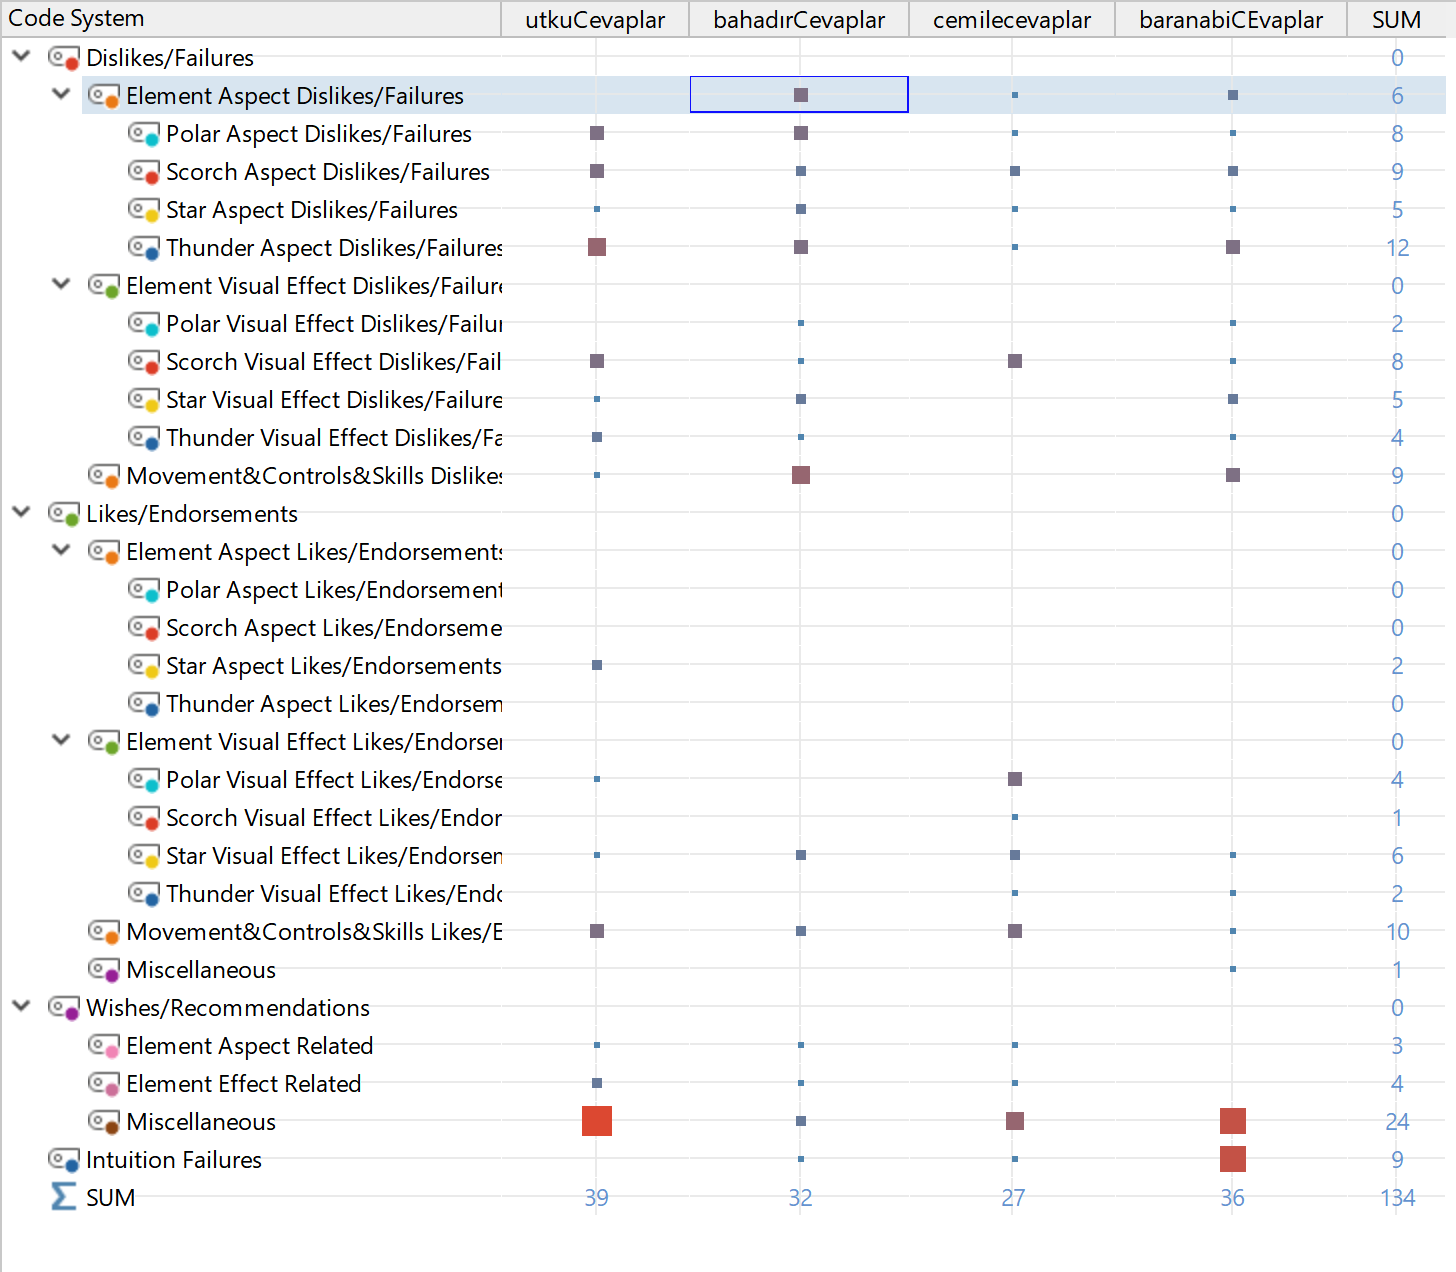 Code System utkuCevaplar bahadırCevaplar cemilecevaplar baranabiCEvaplar SUM
Dislikes/Failures 0
Element Aspect Dislikes/Failures 6
Polar Aspect Dislikes/Failures 8
Scorch Aspect Dislikes/Failures 9
Star Aspect Dislikes/Failures 5
Thunder Aspect Dislikes/Failures 12
Element Visual Effect Dislikes/Failure 0
Polar Visual Effect Dislikes/Failur 2
Scorch Visual Effect Dislikes/Fail 8
Star Visual Effect Dislikes/Failure 5
Thunder Visual Effect Dislikes/Fa 4
Movement&Controls&Skills Dislikes 9
Likes/Endorsements 0
Element Aspect Likes/Endorsements 0
Polar Aspect Likes/Endorsement 0
Scorch Aspect Likes/Endorseme 0
Star Aspect Likes/Endorsements 2
Thunder Aspect Likes/Endorsem 0
Element Visual Effect Likes/Endorser 0
Polar Visual Effect Likes/Endorse 4
Scorch Visual Effect Likes/Endor 1
Star Visual Effect Likes/Endorsen 6
Thunder Visual Effect Likes/Endo 2
Movement&Controls&Skills Likes/E 10
Miscellaneous 1
Wishes/Recommendations 0
Element Aspect Related 3
Element Effect Related 4
Miscellaneous 24
Intuition Failures 9
Σ SUM 39 32 27 36 134